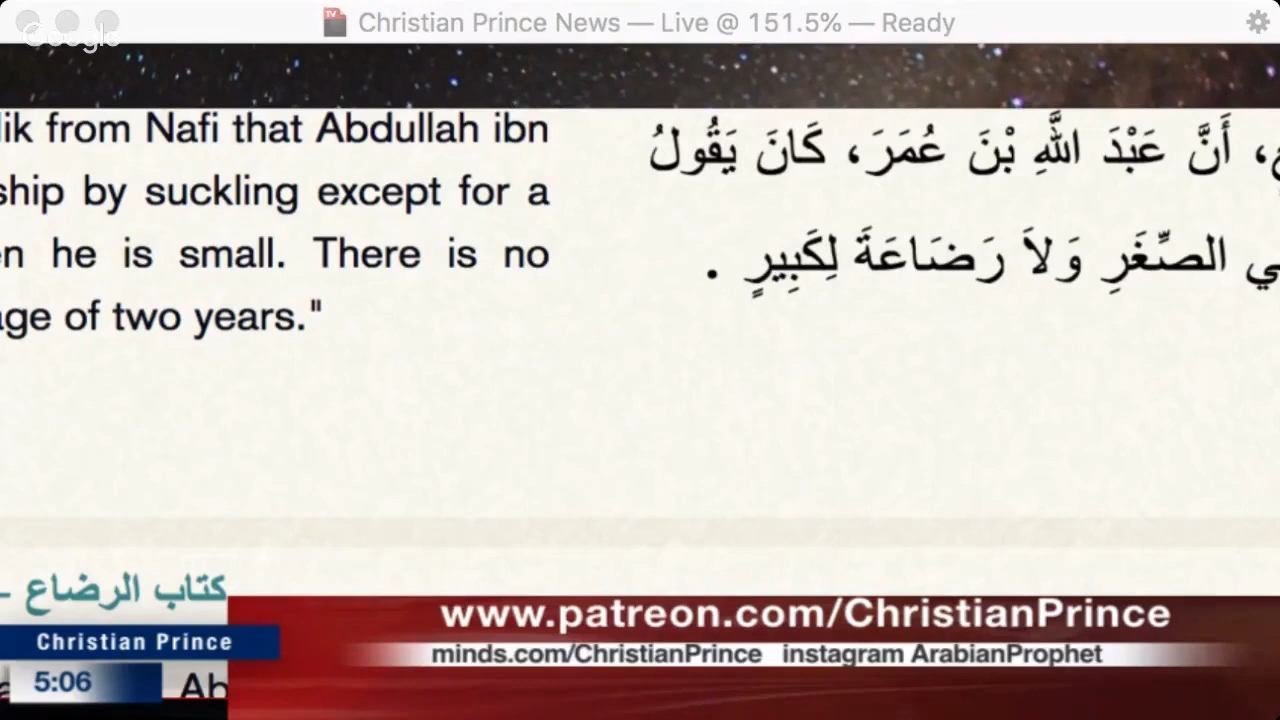 Christian Prince News — Live @ 151.5% — Ready
Google
lik from Nafi that Abdullah ibn
ship by suckling except for a
en he is small. There is no
age of two years."
عِ، أَنَّ عَبْدَ اللَّهِ بْنَ عُمَرَ، كَانَ يَقُولُ
ي الصِّغَرِ وَلاَ رَضَاعَةَ لِكَبِيرٍ .
كتاب الرضاع -
www.patreon.com/ChristianPrince
Christian Prince
minds.com/ChristianPrince instagram ArabianProphet
5:06
Ab